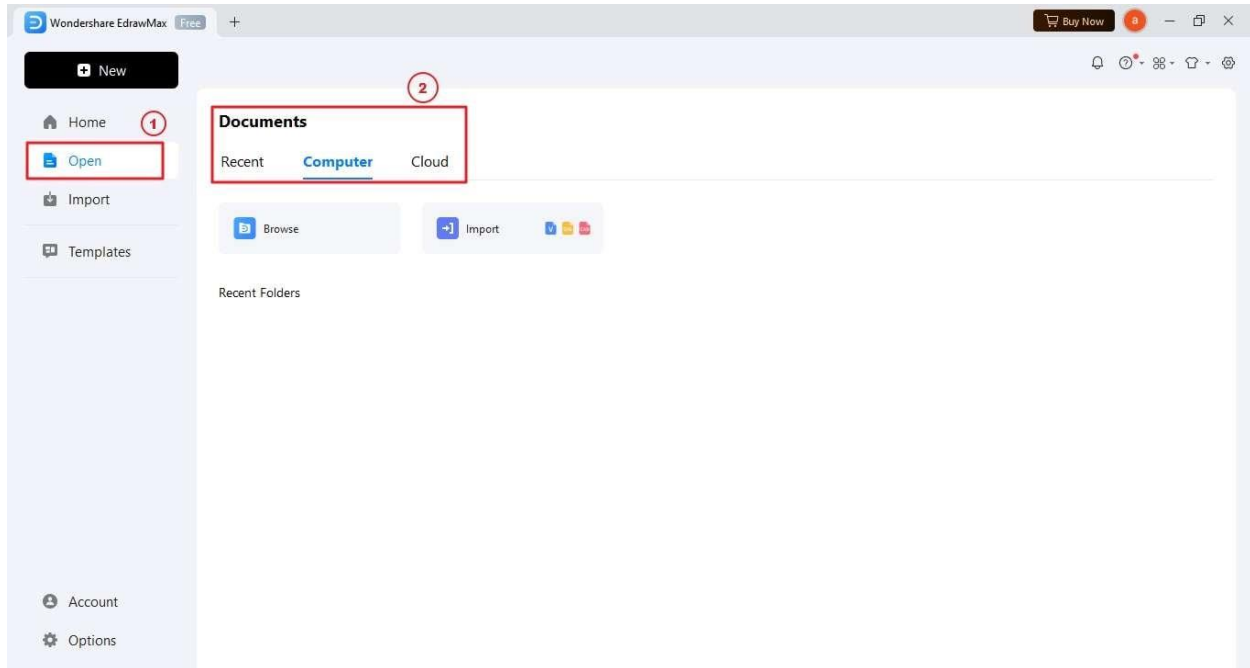 Wondershare EdrawMax Free
Buy Now
a
New
2
Home
1
Documents
Open
Recent Computer Cloud
Import
Browse
Import
V
Templates
Recent Folders
Account
Options